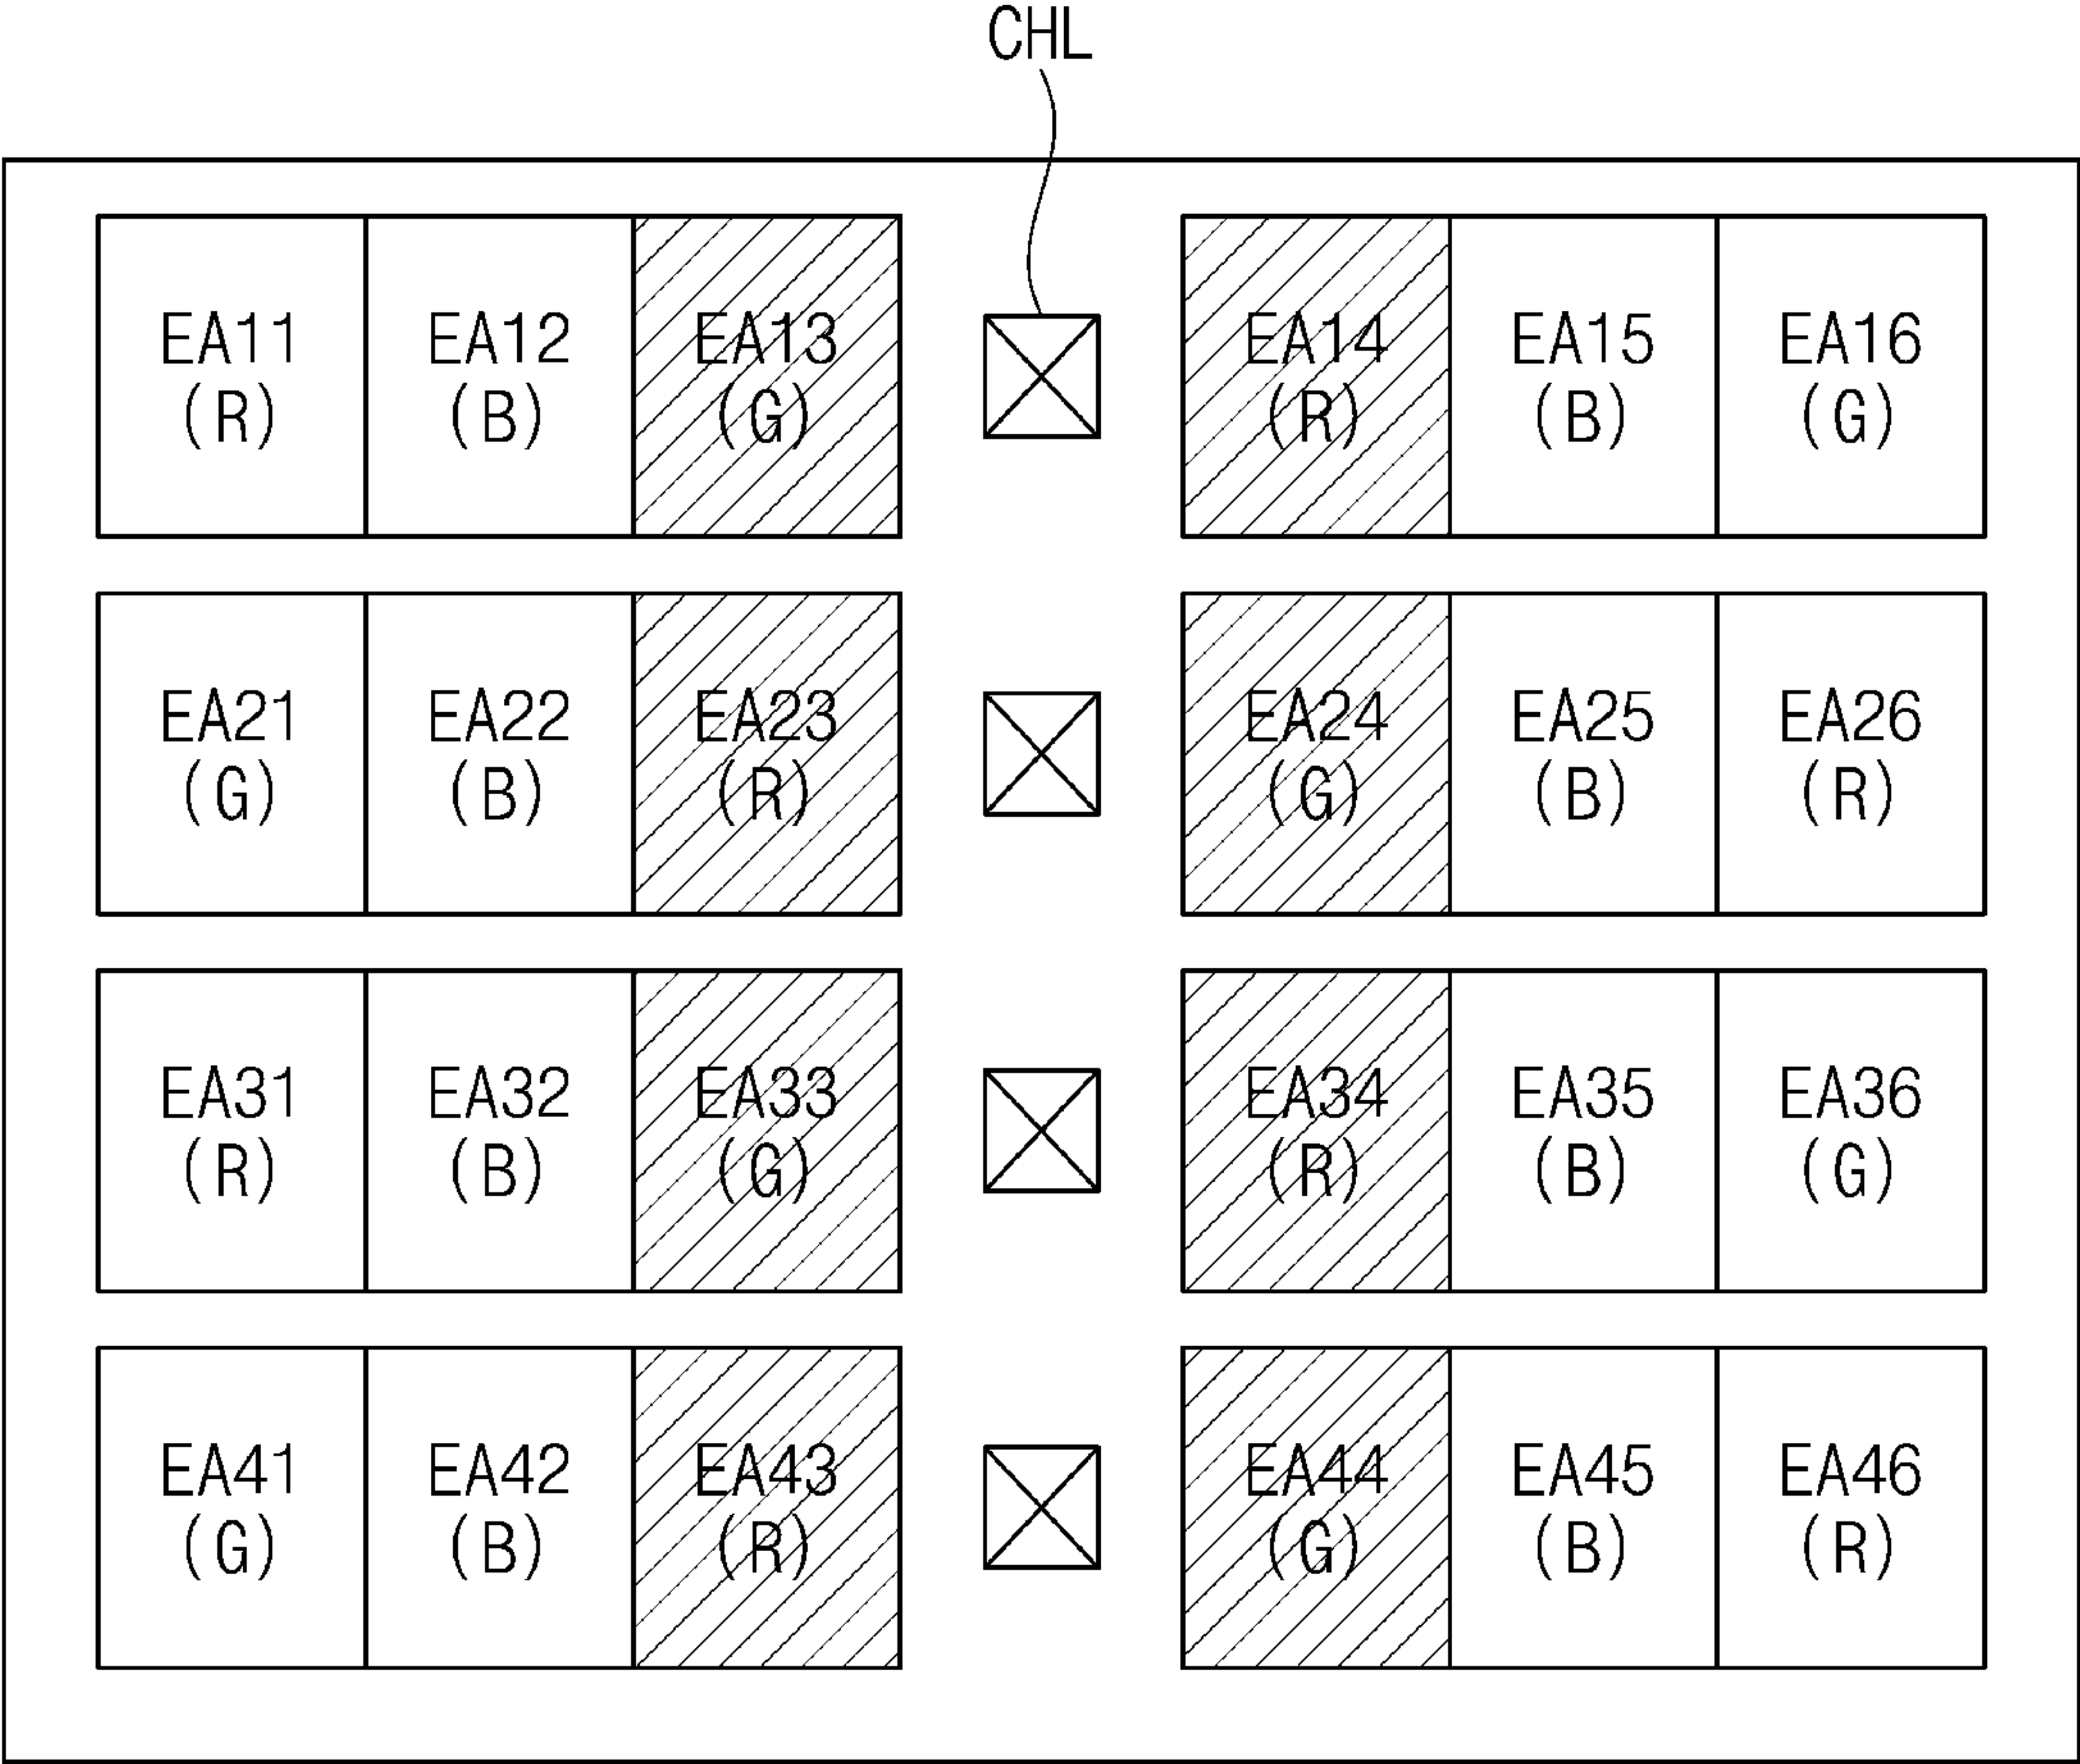 CHL
EA11 EA12 EA13 EA14 EA15 EA16
(R) (B) (G) (R) (B) (G)
EA21 EA22 EA23 EA24 EA25 EA26
(G) (B) (R) (G) (B) (R)
EA31 EA32 EA33 EA34 EA35 EA36
(R) (B) (G) (R) (B) (G)
EA41 EA42 EA43 EA44 EA45 EA46
(G) (B) (R) (G) (B) (R)